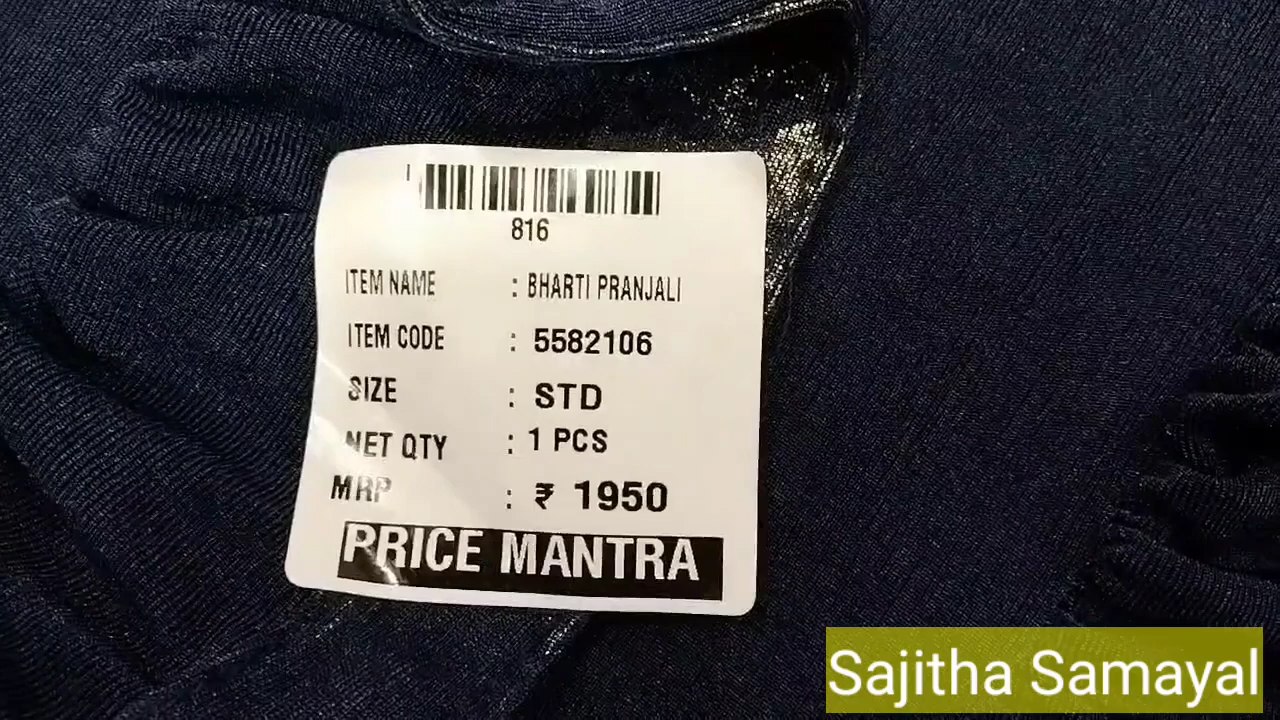 816
ITEM NAME : BHARTI PRANJALI
ITEM CODE : 5582106
SIZE : STD
NET QTY : 1 PCS
MRP : ₹ 1950
PRICE MANTRA
Sajitha Samayal